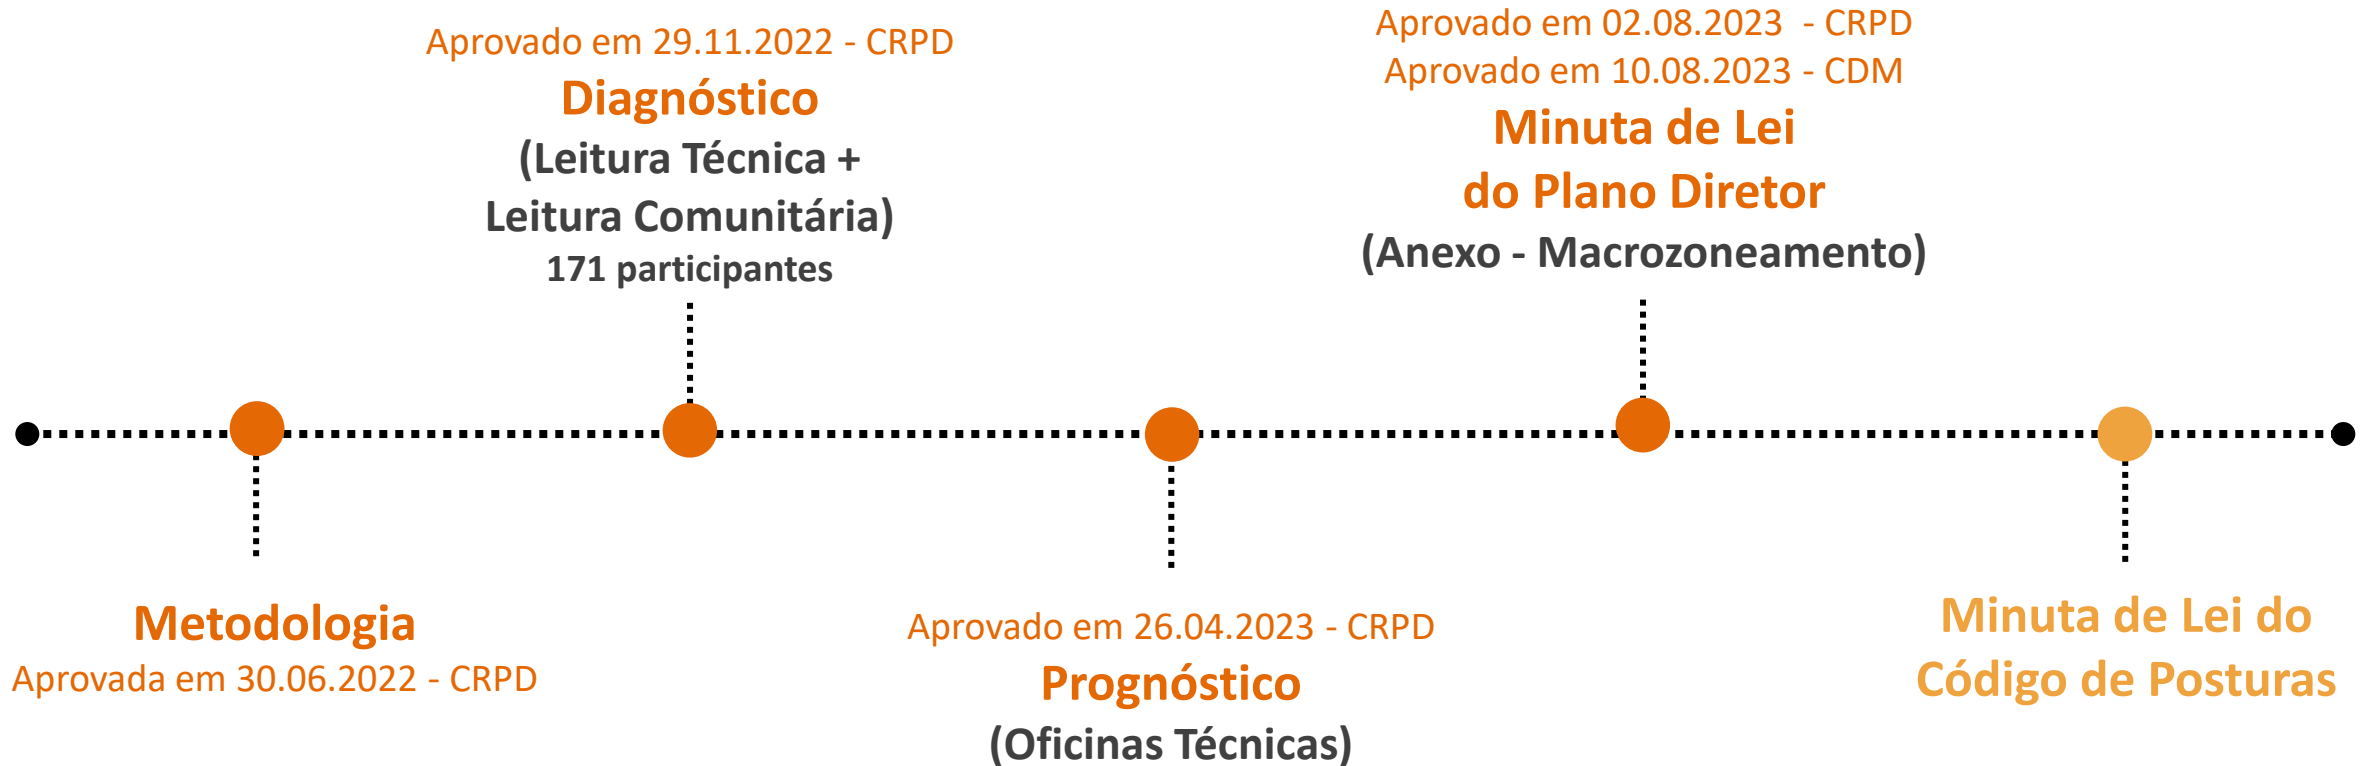 Aprovado em 29.11.2022 - CRPD
Diagnóstico
(Leitura Técnica +
Leitura Comunitária)
171 participantes
Aprovado em 02.08.2023  - CRPD
Aprovado em 10.08.2023 - CDM
Minuta de Lei
do Plano Diretor
(Anexo - Macrozoneamento)
Metodologia
Aprovada em 30.06.2022 - CRPD
Aprovado em 26.04.2023 - CRPD
Prognóstico
(Oficinas Técnicas)
Minuta de Lei do
Código de Posturas